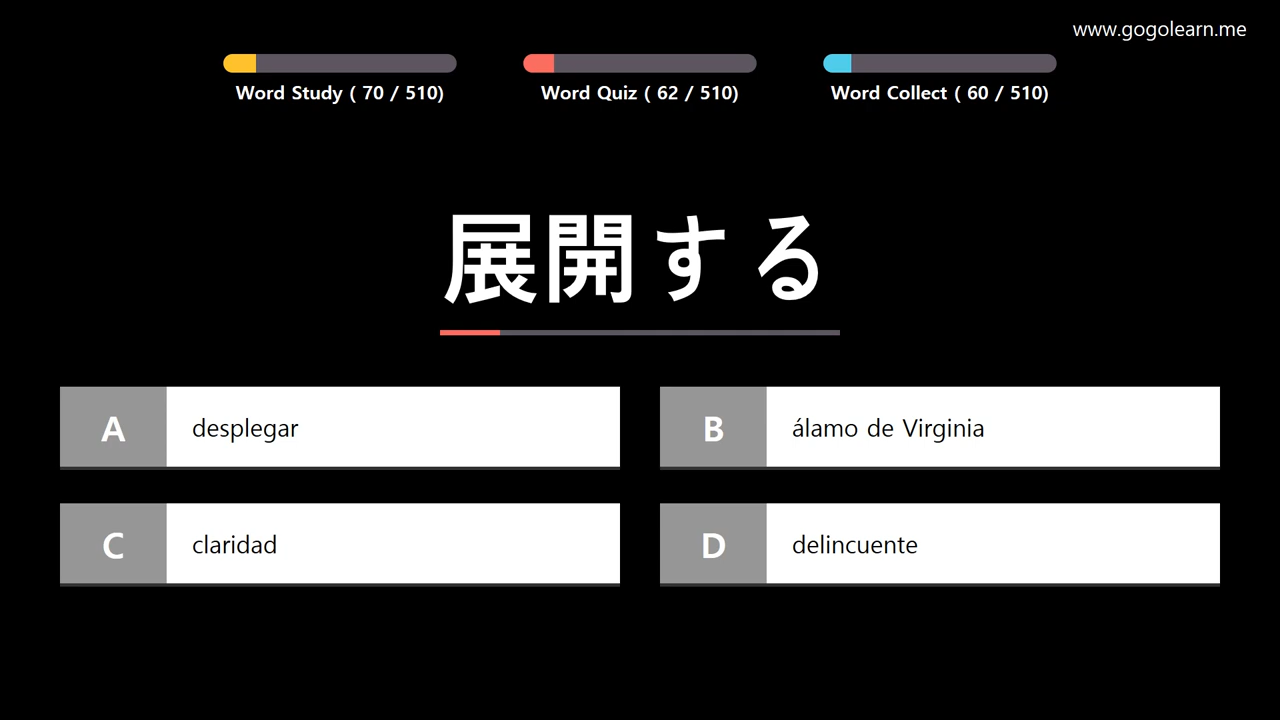 www.gogolearn.me
Word Study ( 70 / 510)
Word Quiz ( 62 / 510)
Word Collect ( 60 / 510)
展開する
A desplegar
B álamo de Virginia
C claridad
D delincuente